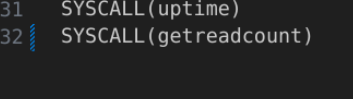 31 SYSCALL(uptime)
32 SYSCALL(getreadcount)